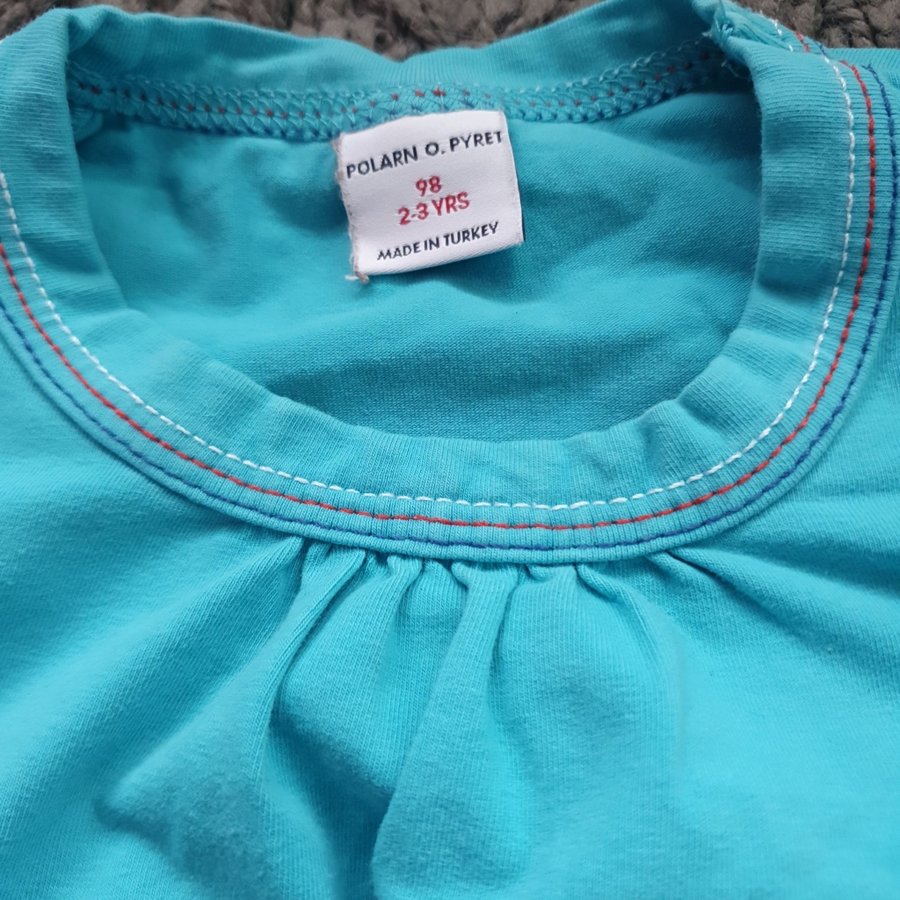 POLARN O. PYRET
98
2-3 YRS
MADE IN TURKEY